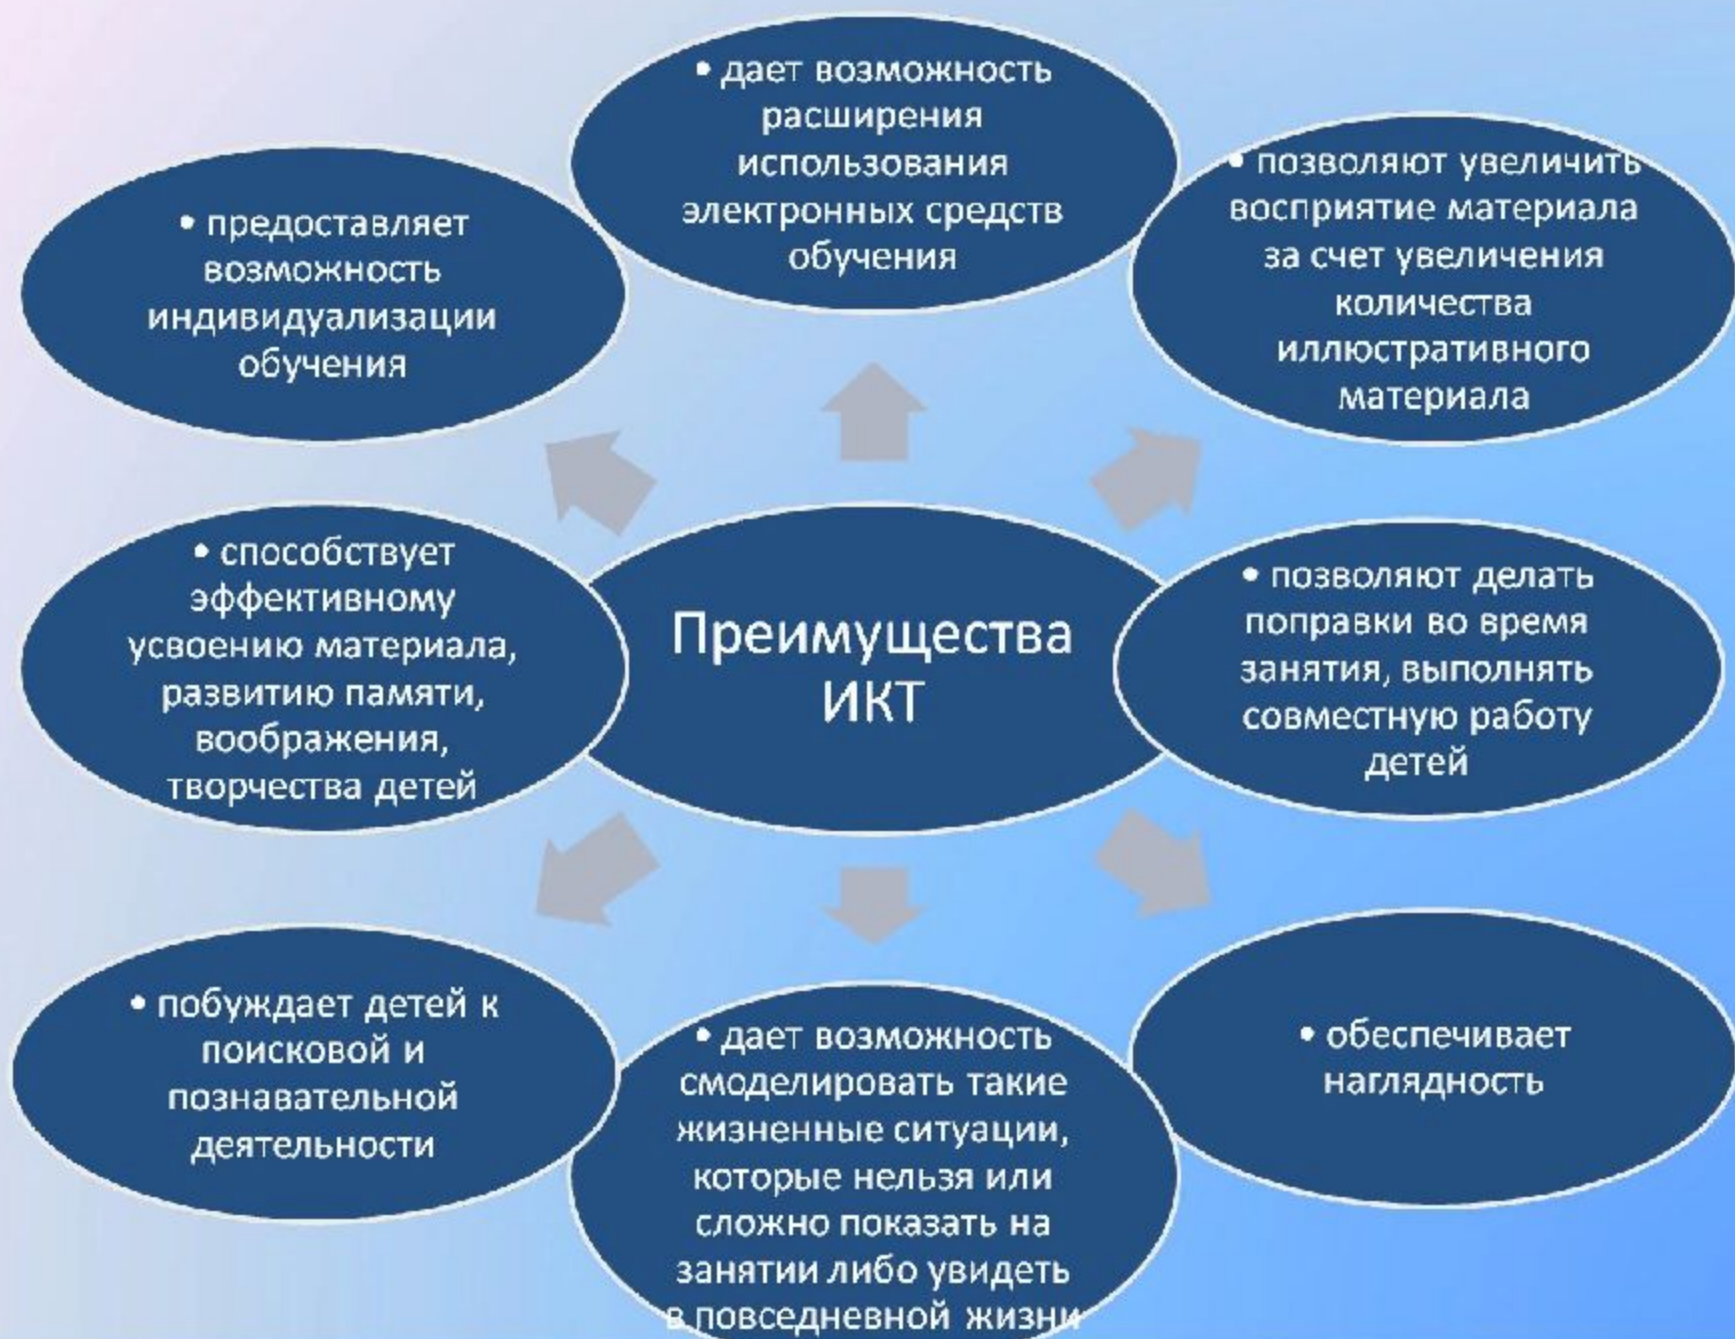 • дает возможность
расширения
использования
электронных средств
обучения
• позволяют увеличить
восприятие материала
за счет увеличения
количества
иллюстративного
материала
• предоставляет
возможность
индивидуализации
обучения
• способствует
эффективному
усвоению материала,
развитию памяти,
воображения,
творчества детей
Преимущества
ИКТ
• позволяют делать
поправки во время
занятия, выполнять
совместную работу
детей
• побуждает детей к
поисковой и
познавательной
деятельности
• дает возможность
смоделировать такие
жизненные ситуации,
которые нельзя или
сложно показать на
занятии либо увидеть
в повседневной жизни
• обеспечивает
наглядность